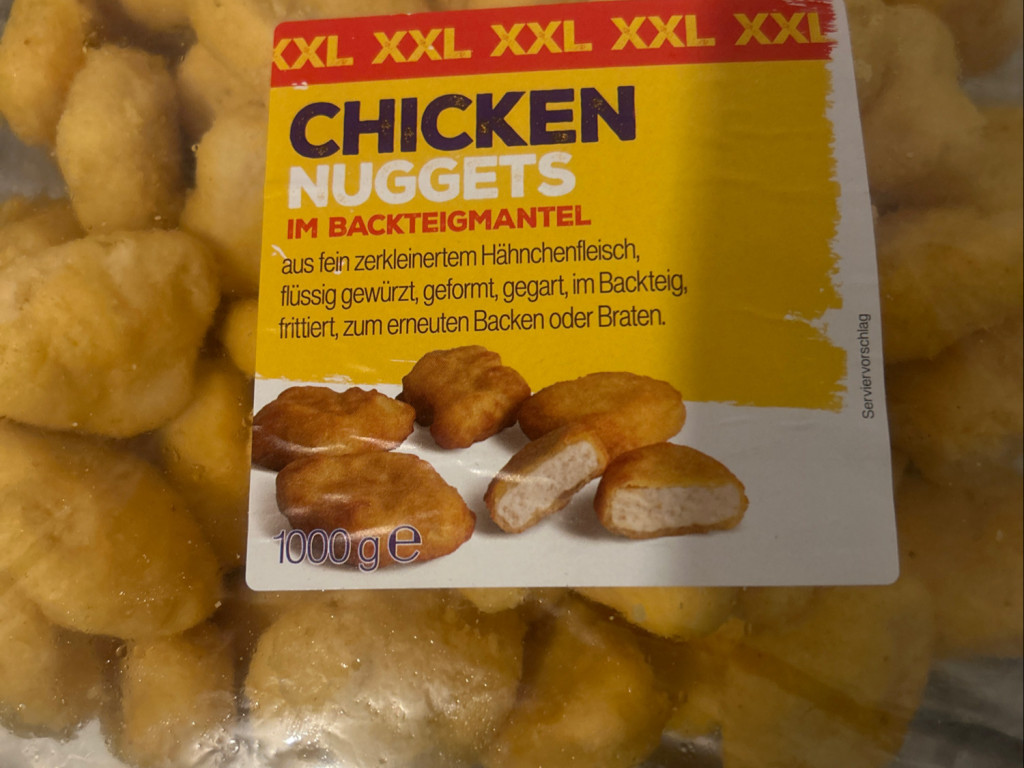 XXL XXL XXL XXL XXL
CHICKEN
NUGGETS
IM BACKTEIGMANTEL
aus fein zerkleinertem Hähnchenfleisch,
flüssig gewürzt, geformt, gegart, im Backteig,
frittiert, zum erneuten Backen oder Braten.
Serviervorschlag
1000 g e